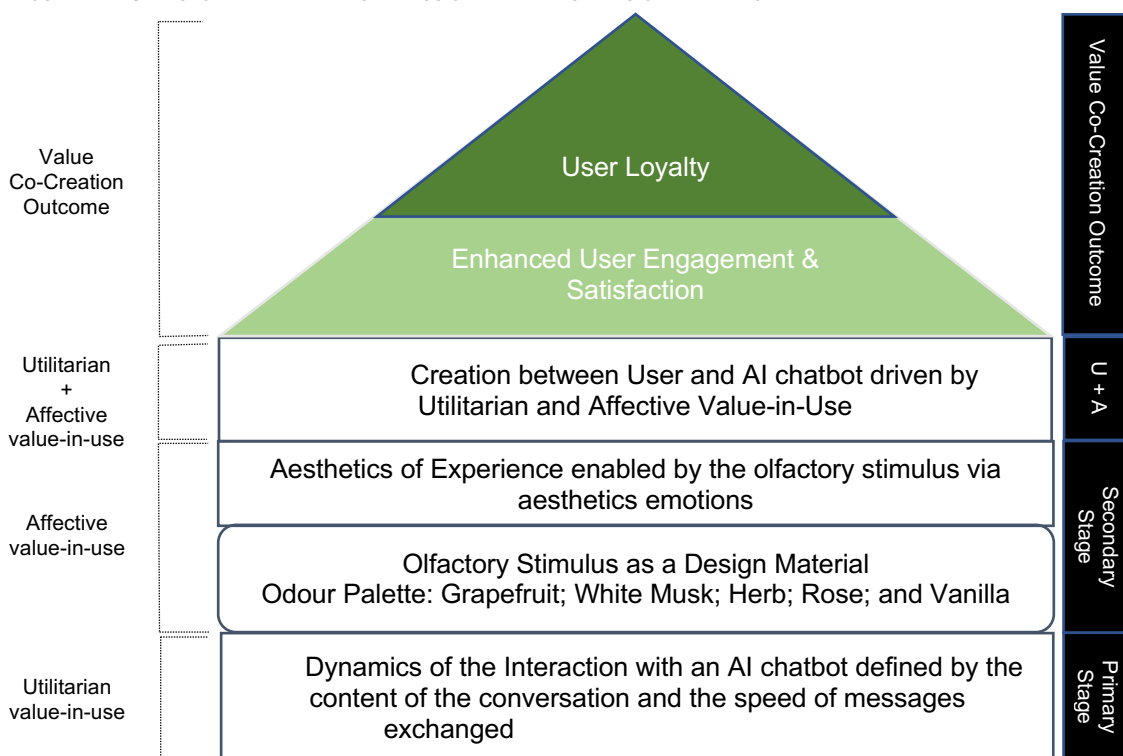 Value
Co-Creation
Outcome
User Loyalty
Enhanced User Engagement &
Satisfaction
Value Co-Creation Outcome
Utilitarian
+
Affective
value-in-use
Creation between User and AI chatbot driven by
Utilitarian and Affective Value-in-Use
U + A
Affective
value-in-use
Aesthetics of Experience enabled by the olfactory stimulus via
aesthetics emotions
Olfactory Stimulus as a Design Material
Odour Palette: Grapefruit; White Musk; Herb; Rose; and Vanilla
Secondary
Stage
Utilitarian
value-in-use
Dynamics of the Interaction with an AI chatbot defined by the
content of the conversation and the speed of messages
exchanged
Primary
Stage